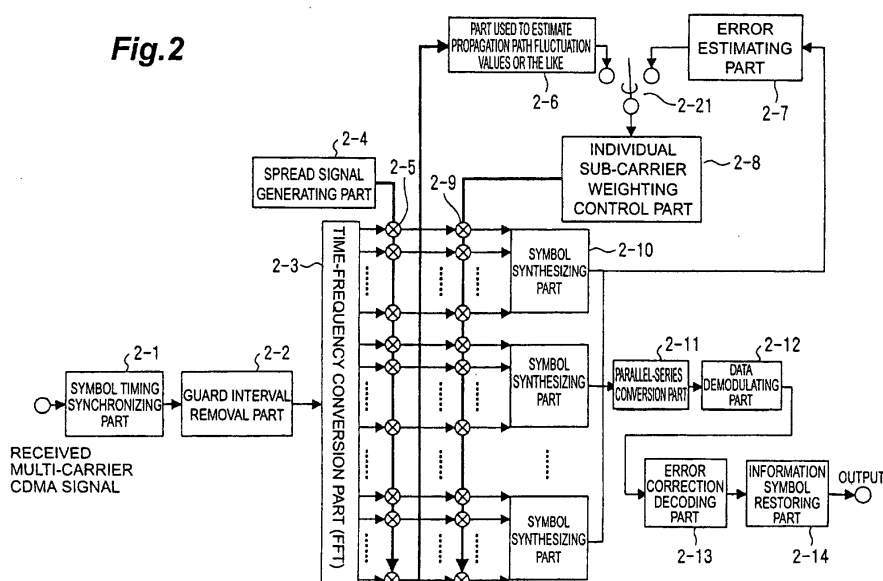 Fig.2
PART USED TO ESTIMATE
PROPAGATION PATH FLUCTUATION
VALUES OR THE LIKE
2-6
ERROR
ESTIMATING
PART
2-7
2-21
2-4
SPREAD SIGNAL
GENERATING PART
2-5
2-9
INDIVIDUAL
SUB-CARRIER
WEIGHTING
CONTROL PART
2-8
2-3
TIME-FREQUENCY CONVERSION PART (FFT)
SYMBOL
SYNTHESIZING
PART
2-10
2-1
SYMBOL TIMING
SYNCHRONIZING
PART
2-2
GUARD INTERVAL
REMOVAL PART
RECEIVED
MULTI-CARRIER
CDMA SIGNAL
SYMBOL
SYNTHESIZING
PART
2-11
PARALLEL-SERIES
CONVERSION PART
2-12
DATA
DEMODULATING
PART
SYMBOL
SYNTHESIZING
PART
ERROR
CORRECTION
DECODING
PART
2-13
INFORMATION
SYMBOL
RESTORING
PART
2-14
OUTPUT